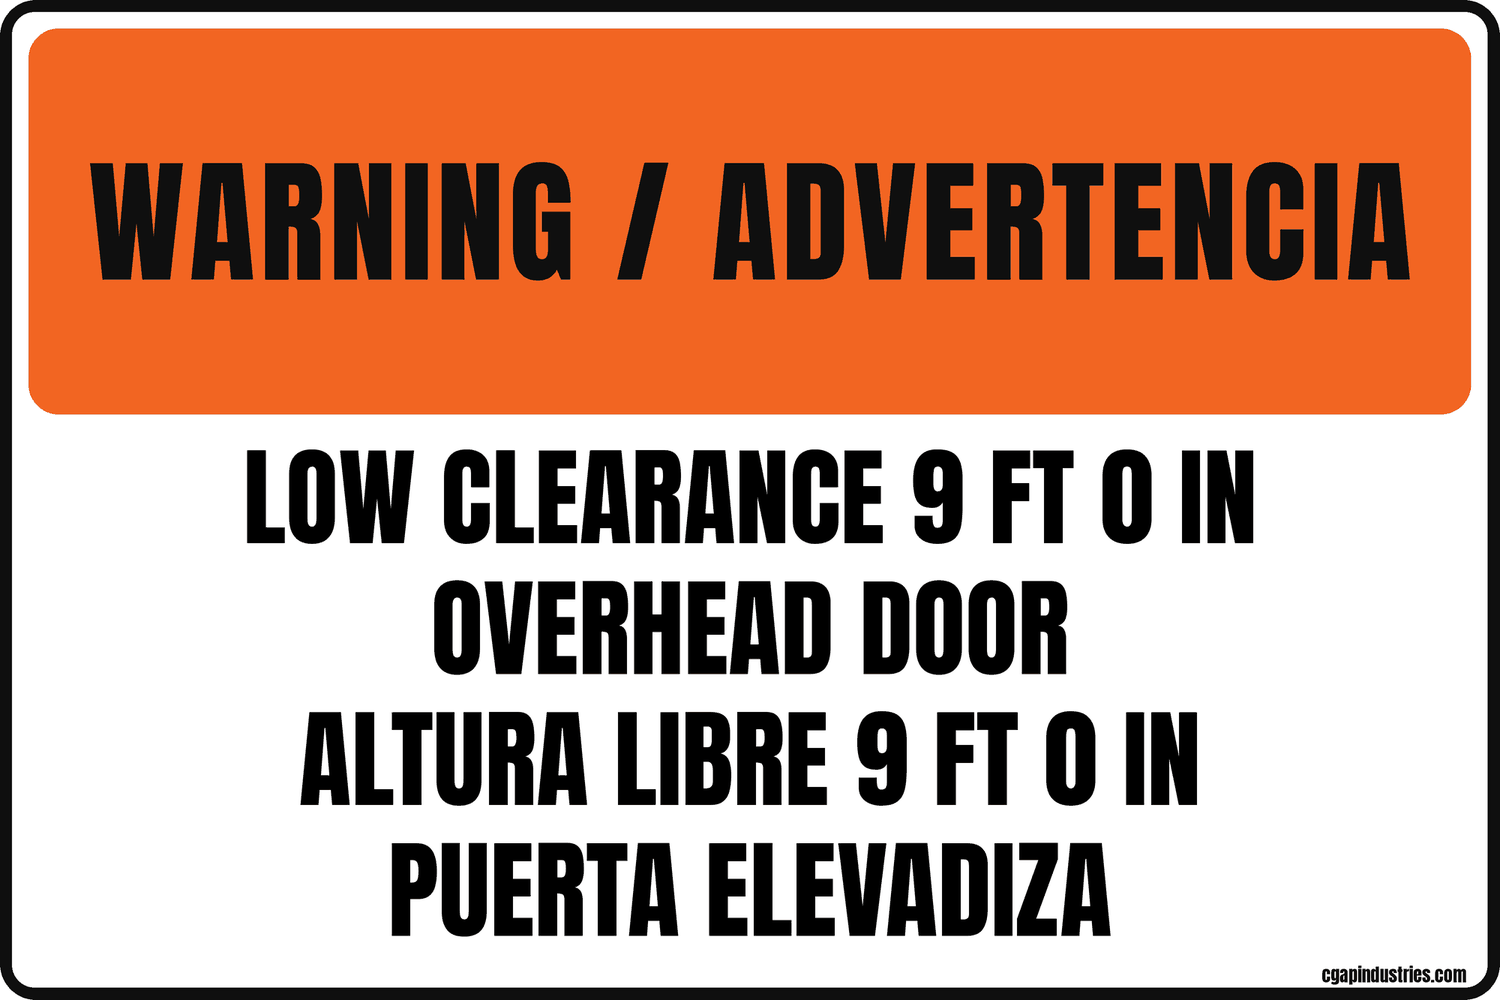 WARNING / ADVERTENCIA
LOW CLEARANCE 9 FT 0 IN
OVERHEAD DOOR
ALTURA LIBRE 9 FT 0 IN
PUERTA ELEVADIZA
cgapindustries.com